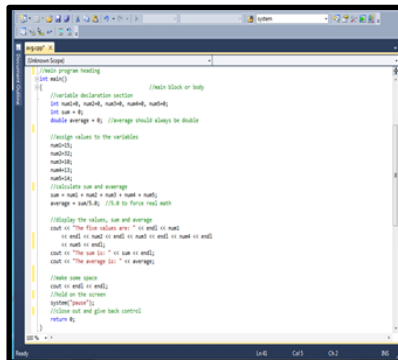 system
avg.cpp*
(Unknown Scope)
Document Outline
//main program heading
int main()
{ //main block or body
//variable declaration section
int num1=0, num2=0, num3=0, num4=0, num5=0;
int sum = 0;
double average = 0; //average should always be double
//assign values to the variables
num1=15;
num2=32;
num3=10;
num4=13;
num5=14;
//calculate sum and avaerage
sum = num1 + num2 + num3 + num4 + num5;
average = sum/5.0; //5.0 to force real math
//display the values, sum and average
cout << "The five values are: " << endl << num1
<< endl << num2 << endl << num3 << endl << num4 << endl
<< num5 << endl;
cout << "The sum is: " << sum << endl;
cout << "The average is: " << average;
//make some space
cout << endl << endl;
//hold on the screen
system("pause");
//close out and give back control
return 0;
}
100 %
Ready Ln 41 Col 5 Ch 2 INS